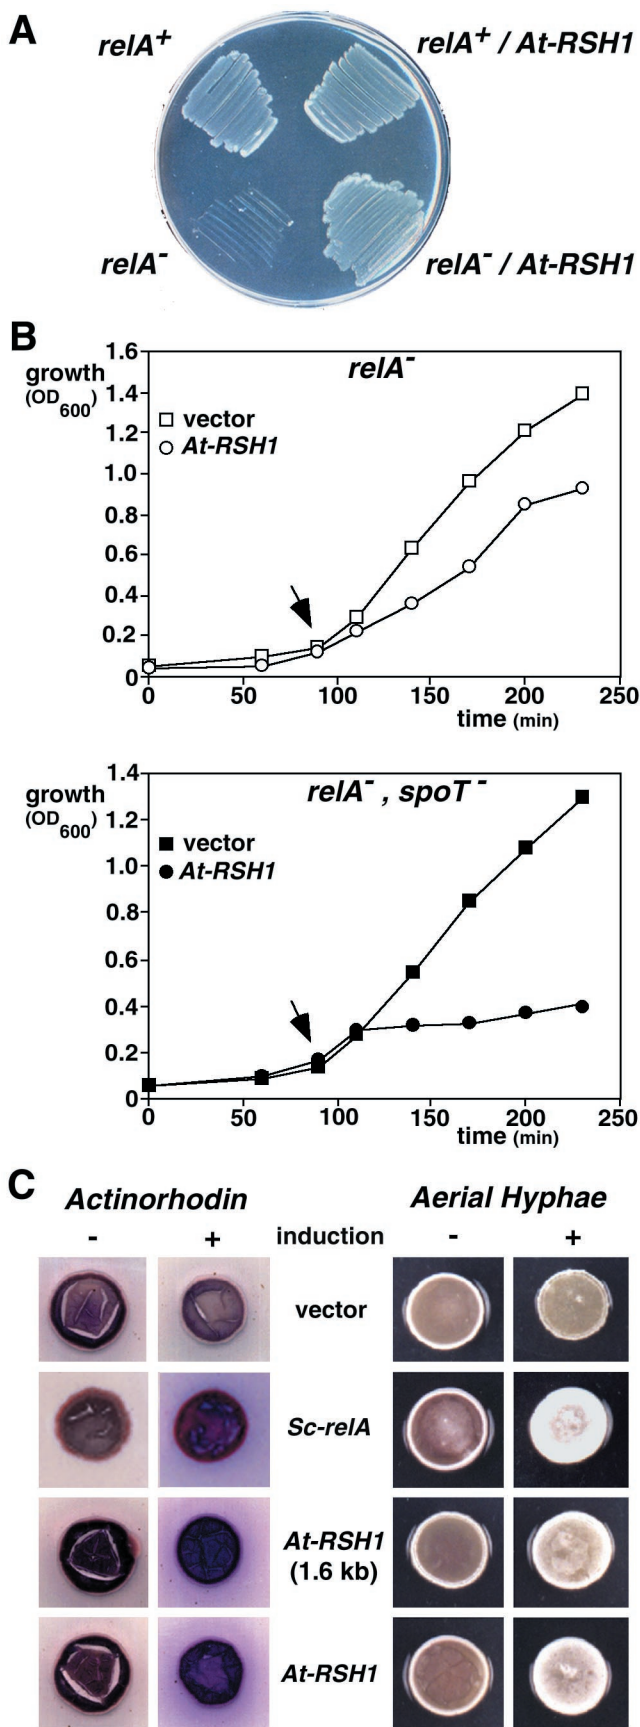 A
relA+
relA+ / At-RSH1
relA-
relA- / At-RSH1
B
relA-
growth
(OD600)
1.6
1.4
1.2
1.0
0.8
0.6
0.4
0.2
0
vector
At-RSH1
0 50 100 150 200 250
time (min)
relA- , spoT -
growth
(OD600)
1.4
1.2
1.0
0.8
0.6
0.4
0.2
0
vector
At-RSH1
0 50 100 150 200 250
time (min)
C
Actinorhodin Aerial Hyphae
- + induction - +
vector
Sc-relA
At-RSH1
(1.6 kb)
At-RSH1